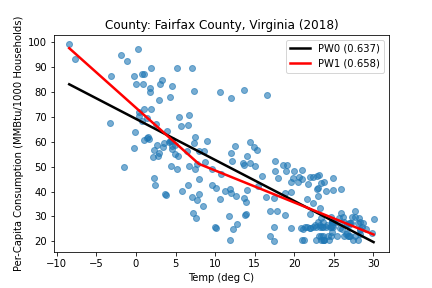 County: Fairfax County, Virginia (2018)
PW0 (0.637)
PW1 (0.658)
Per-Capita Consumption (MMBtu/1000 Households)
100
90
80
70
60
50
40
30
20
−10 −5 0 5 10 15 20 25 30
Temp (deg C)